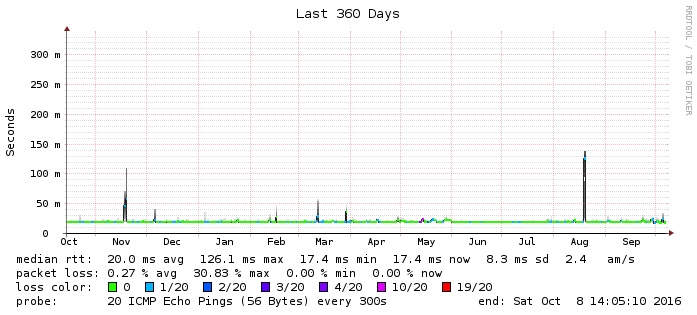 Last 360 Days
RRDTOOL / TOBI OETIKER
Seconds
300 m
250 m
200 m
150 m
100 m
50 m
0
Oct Nov Dec Jan Feb Mar Apr May Jun Jul Aug Sep
median rtt: 20.0 ms avg 126.1 ms max 17.4 ms min 17.4 ms now 8.3 ms sd 2.4 am/s
packet loss: 0.27 % avg 30.83 % max 0.00 % min 0.00 % now
loss color: 0 1/20 2/20 3/20 4/20 10/20 19/20
probe: 20 ICMP Echo Pings (56 Bytes) every 300s end: Sat Oct 8 14:05:10 2016